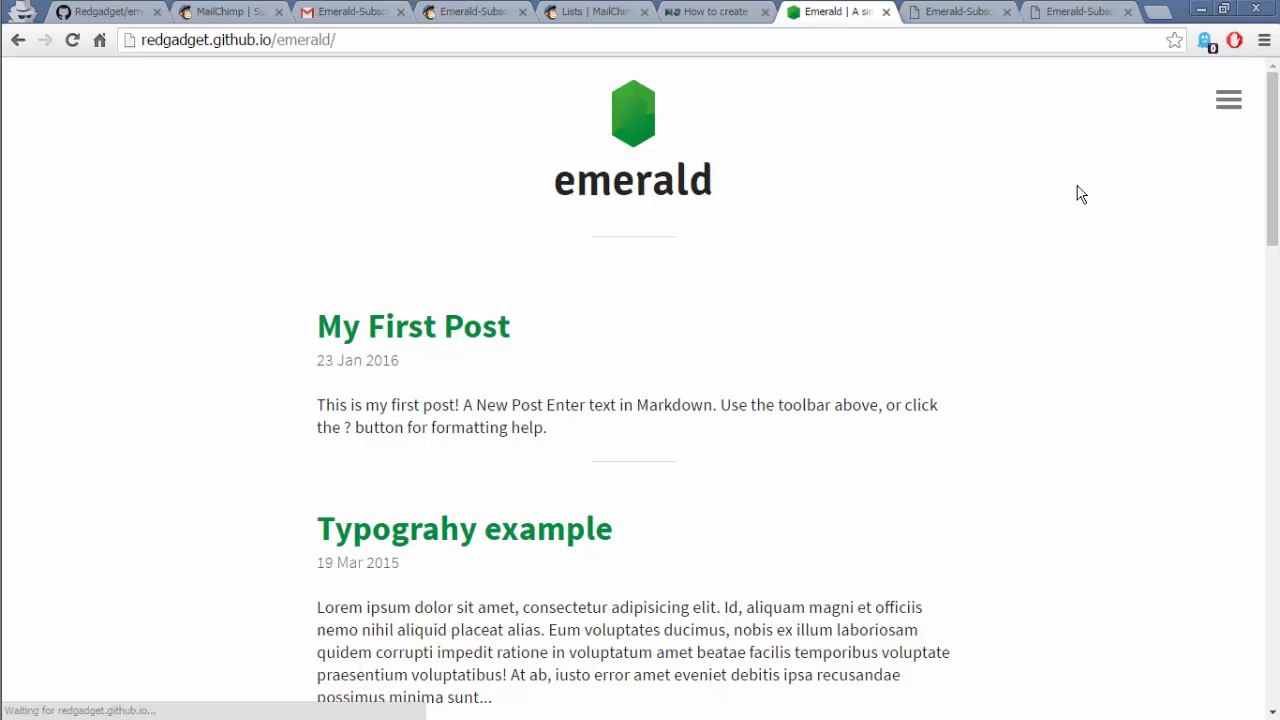 Redgadget/em
MailChimp | S
Emerald-Subs
Emerald-Subsc
Lists | MailChim
How to create
Emerald | A si
Emerald-Subsc
Emerald-Subsc
redgadget.github.io/emerald/
0
emerald
My First Post
23 Jan 2016
This is my first post! A New Post Enter text in Markdown. Use the toolbar above, or click
the ? button for formatting help.
Typograhy example
19 Mar 2015
Lorem ipsum dolor sit amet, consectetur adipisicing elit. Id, aliquam magni et officiis
nemo nihil aliquid placeat alias. Eum voluptates ducimus, nobis ex illum laboriosam
quidem corrupti impedit ratione in voluptatum amet beatae facilis temporibus voluptate
praesentium voluptatibus! At ab, iusto error amet eveniet debitis ipsa recusandae
possimus minima sunt...
Waiting for redgadget.github.io...